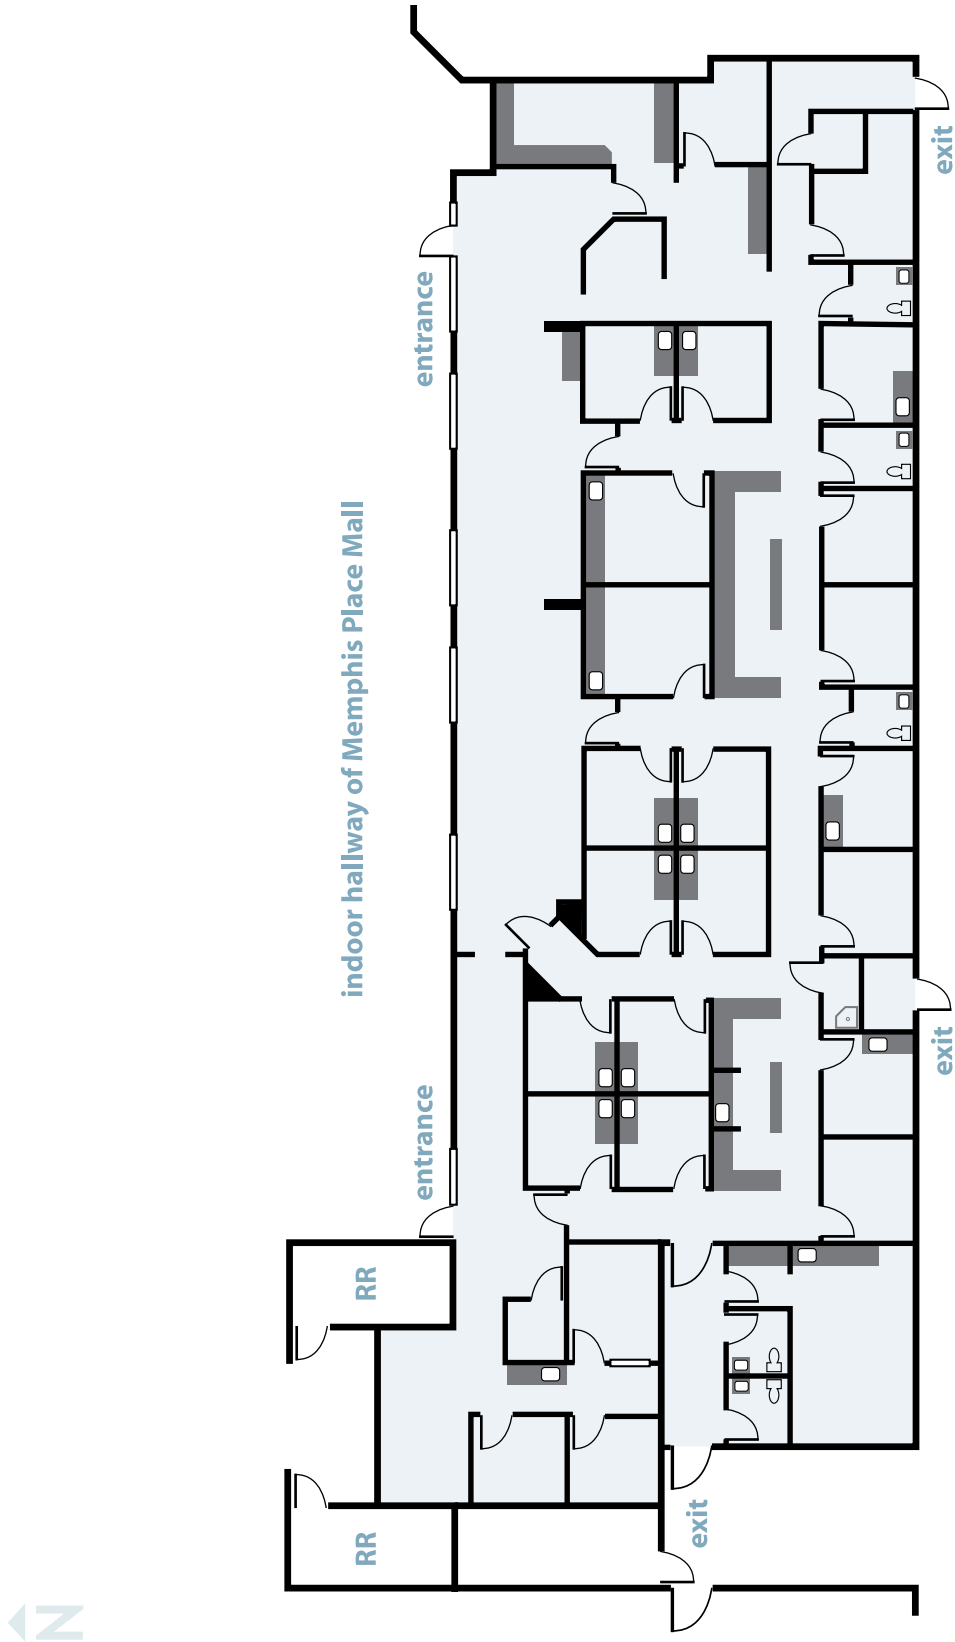 exit
entrance
indoor hallway of Memphis Place Mall
exit
entrance
RR
exit
RR
N